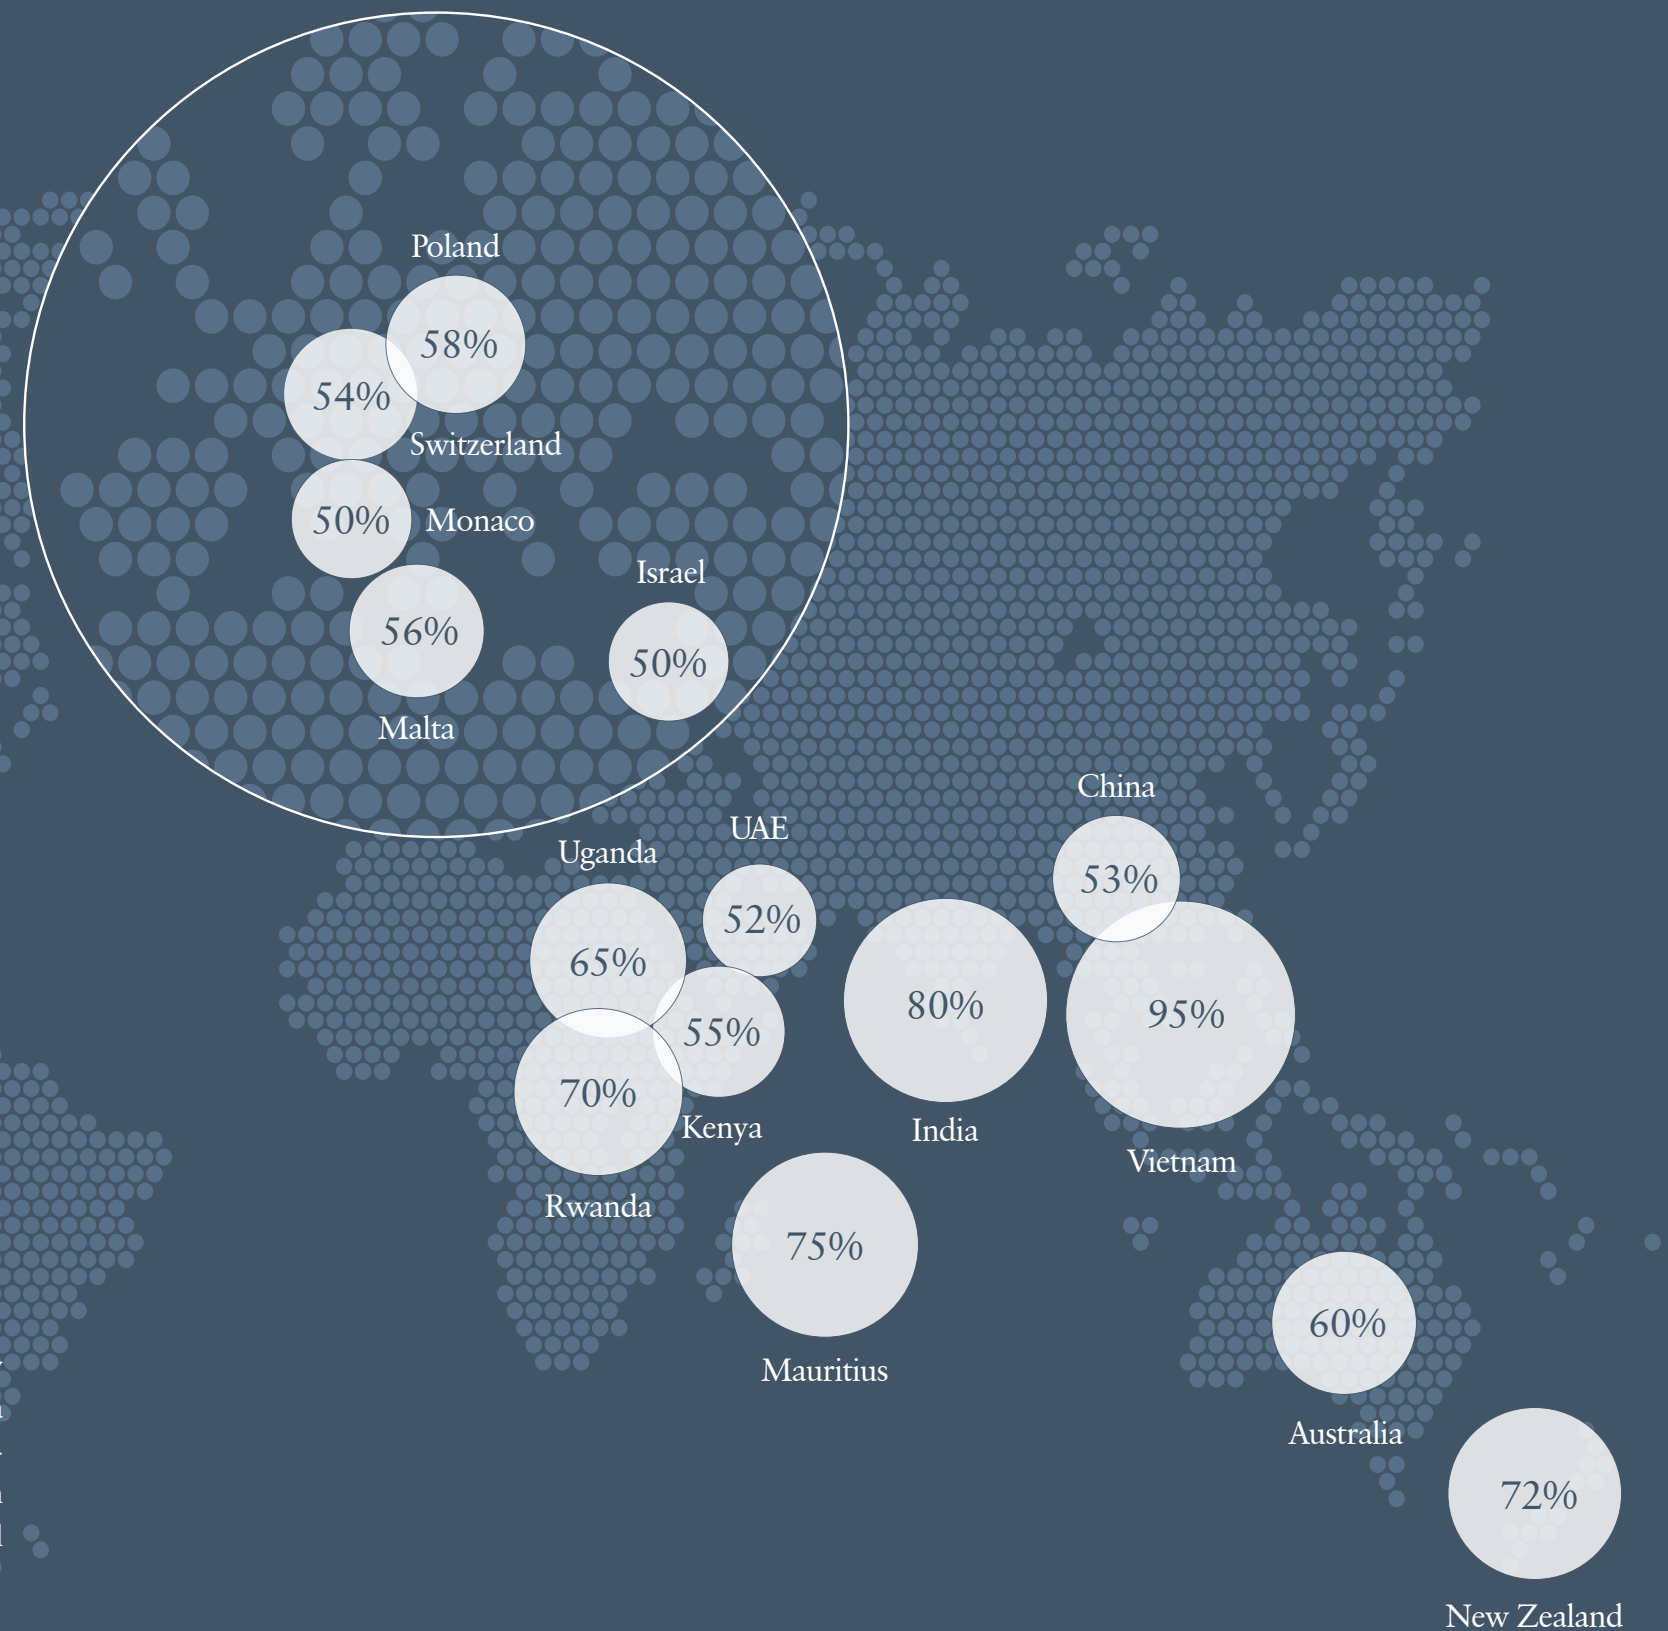 Poland
58%
54%
Switzerland
50%
Monaco
56%
Malta
Israel
50%
China
53%
UAE
52%
Uganda
65%
55%
Kenya
70%
Rwanda
80%
India
95%
Vietnam
75%
Mauritius
60%
Australia
72%
New Zealand